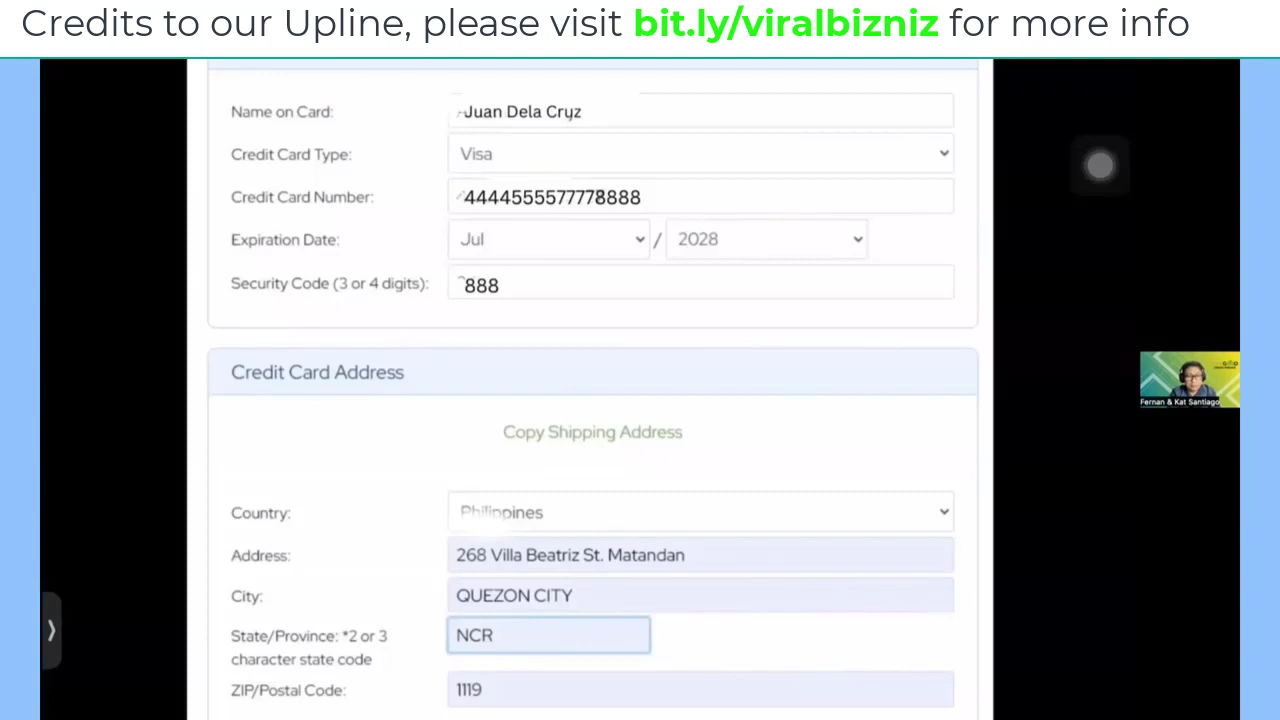 Credits to our Upline, please visit bit.ly/viralbizniz for more info
Name on Card: Juan Dela Cruz
Credit Card Type: Visa
Credit Card Number: 4444555577778888
Expiration Date: Jul / 2028
Security Code (3 or 4 digits): 888
Credit Card Address
Copy Shipping Address
Country: Philippines
Address: 268 Villa Beatriz St. Matandan
City: QUEZON CITY
State/Province: *2 or 3 NCR
character state code
ZIP/Postal Code: 1119
Fernan & Kat Santiago